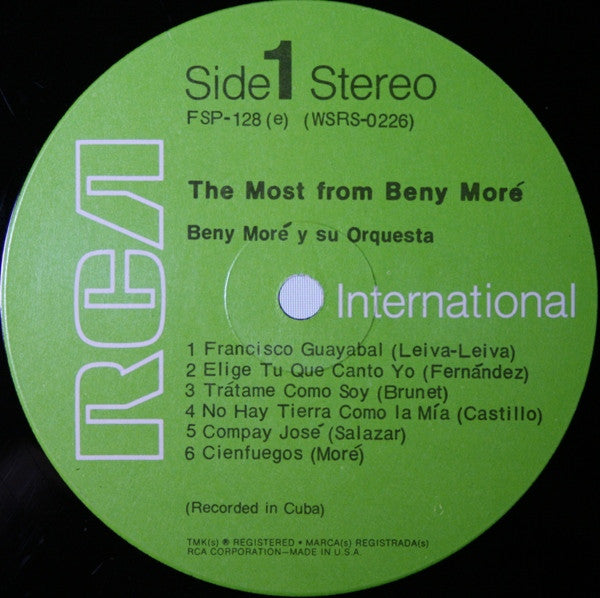 Side 1 Stereo
FSP-128 (e) (WSRS-0226)
The Most from Beny Moré
Beny Moré y su Orquesta
RCA
International
1 Francisco Guayabal (Leiva-Leiva)
2 Elige Tu Que Canto Yo (Fernández)
3 Trátame Como Soy (Brunet)
4 No Hay Tierra Como la Mía (Castillo)
5 Compay José (Salazar)
6 Cienfuegos (Moré)
(Recorded in Cuba)
TMK(s) ® REGISTERED • MARCA(s) REGISTRADA(s)
RCA CORPORATION—MADE IN U.S.A.